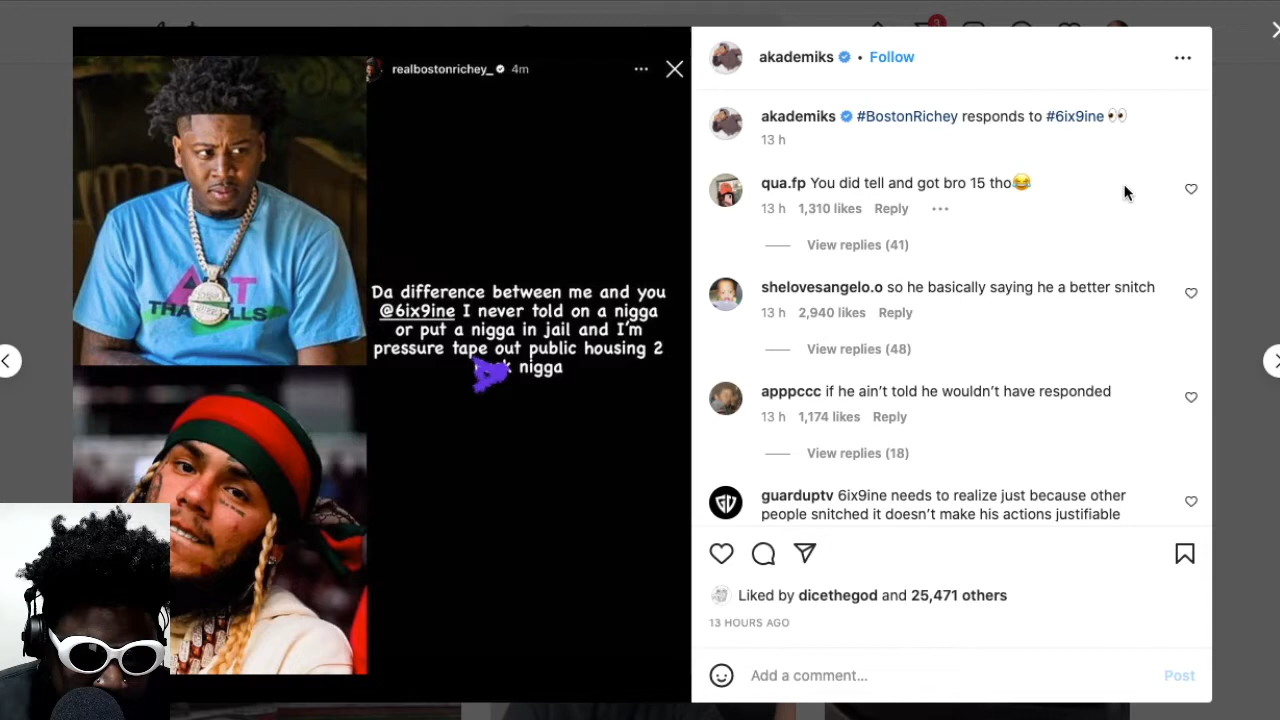 realbostonrichey_ 4m
Da difference between me and you
@6ix9ine I never told on a nigga
or put a nigga in jail and I'm
pressure tape out public housing 2
nigga
akademiks • Follow
akademiks #BostonRichey responds to #6ix9ine 👀
13 h
qua.fp You did tell and got bro 15 tho😂
13 h 1,310 likes Reply
View replies (41)
shelovesangelo.o so he basically saying he a better snitch
13 h 2,940 likes Reply
View replies (48)
apppccc if he ain't told he wouldn't have responded
13 h 1,174 likes Reply
View replies (18)
guarduptv 6ix9ine needs to realize just because other
people snitched it doesn't make his actions justifiable
Liked by dicethegod and 25,471 others
13 HOURS AGO
Add a comment... Post
3